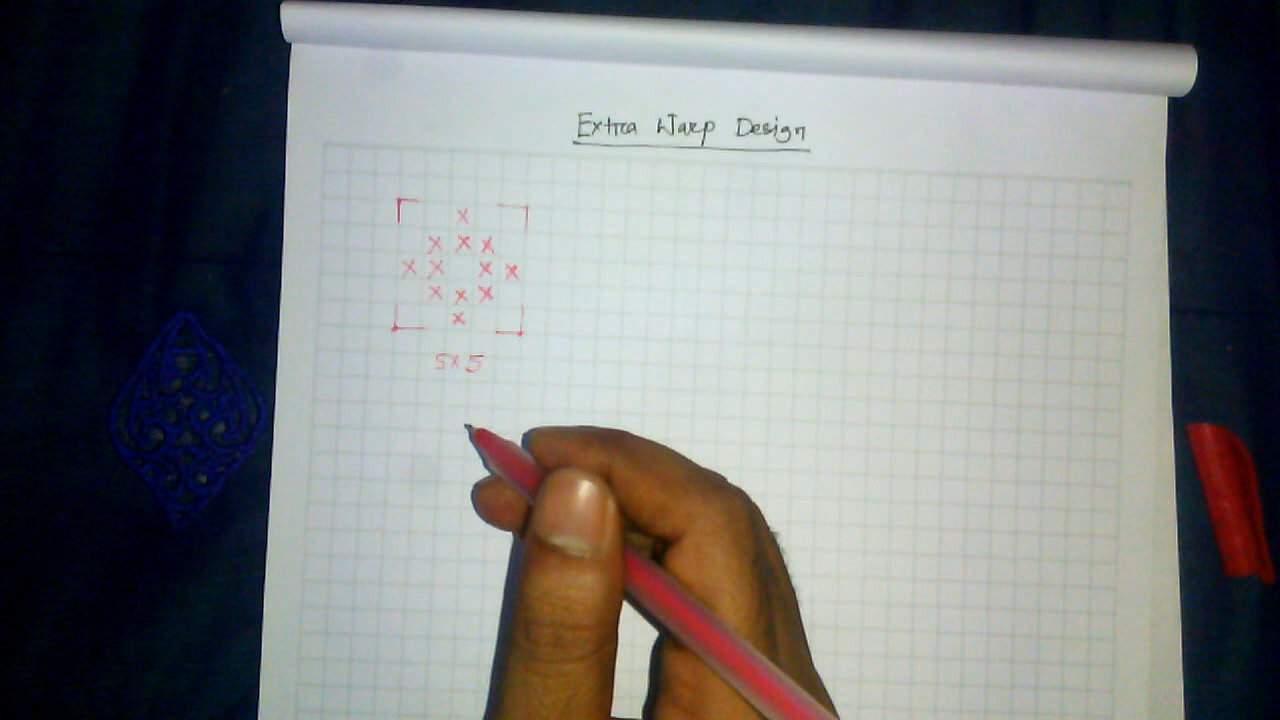 Extra Warp Design
x
x x x
x x x x
x x x
x
5x5